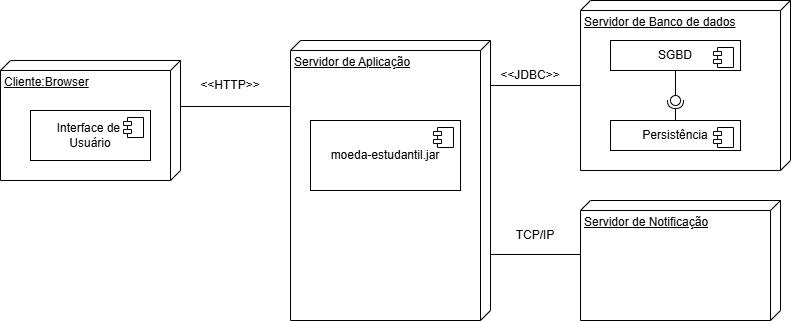 Cliente:Browser
Interface de
Usuário
<<HTTP>>
Servidor de Aplicação
moeda-estudantil.jar
<<JDBC>>
Servidor de Banco de dados
SGBD
Persistência
TCP/IP
Servidor de Notificação